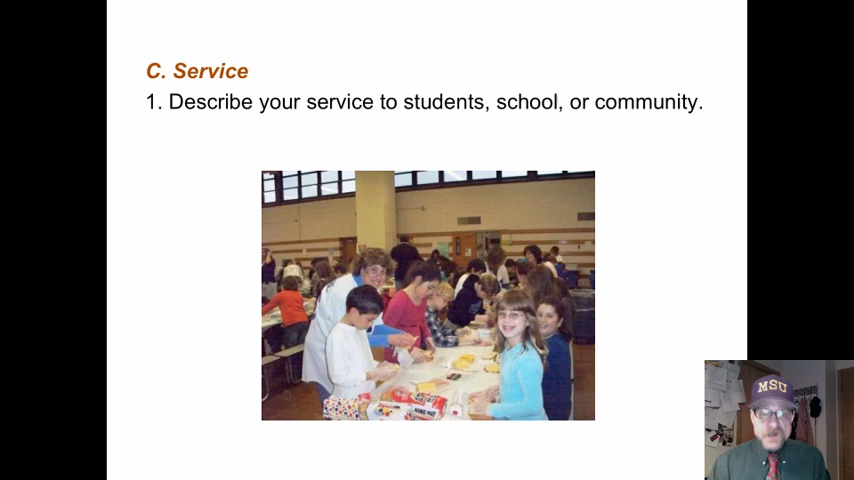 C. Service
1. Describe your service to students, school, or community.
MSU